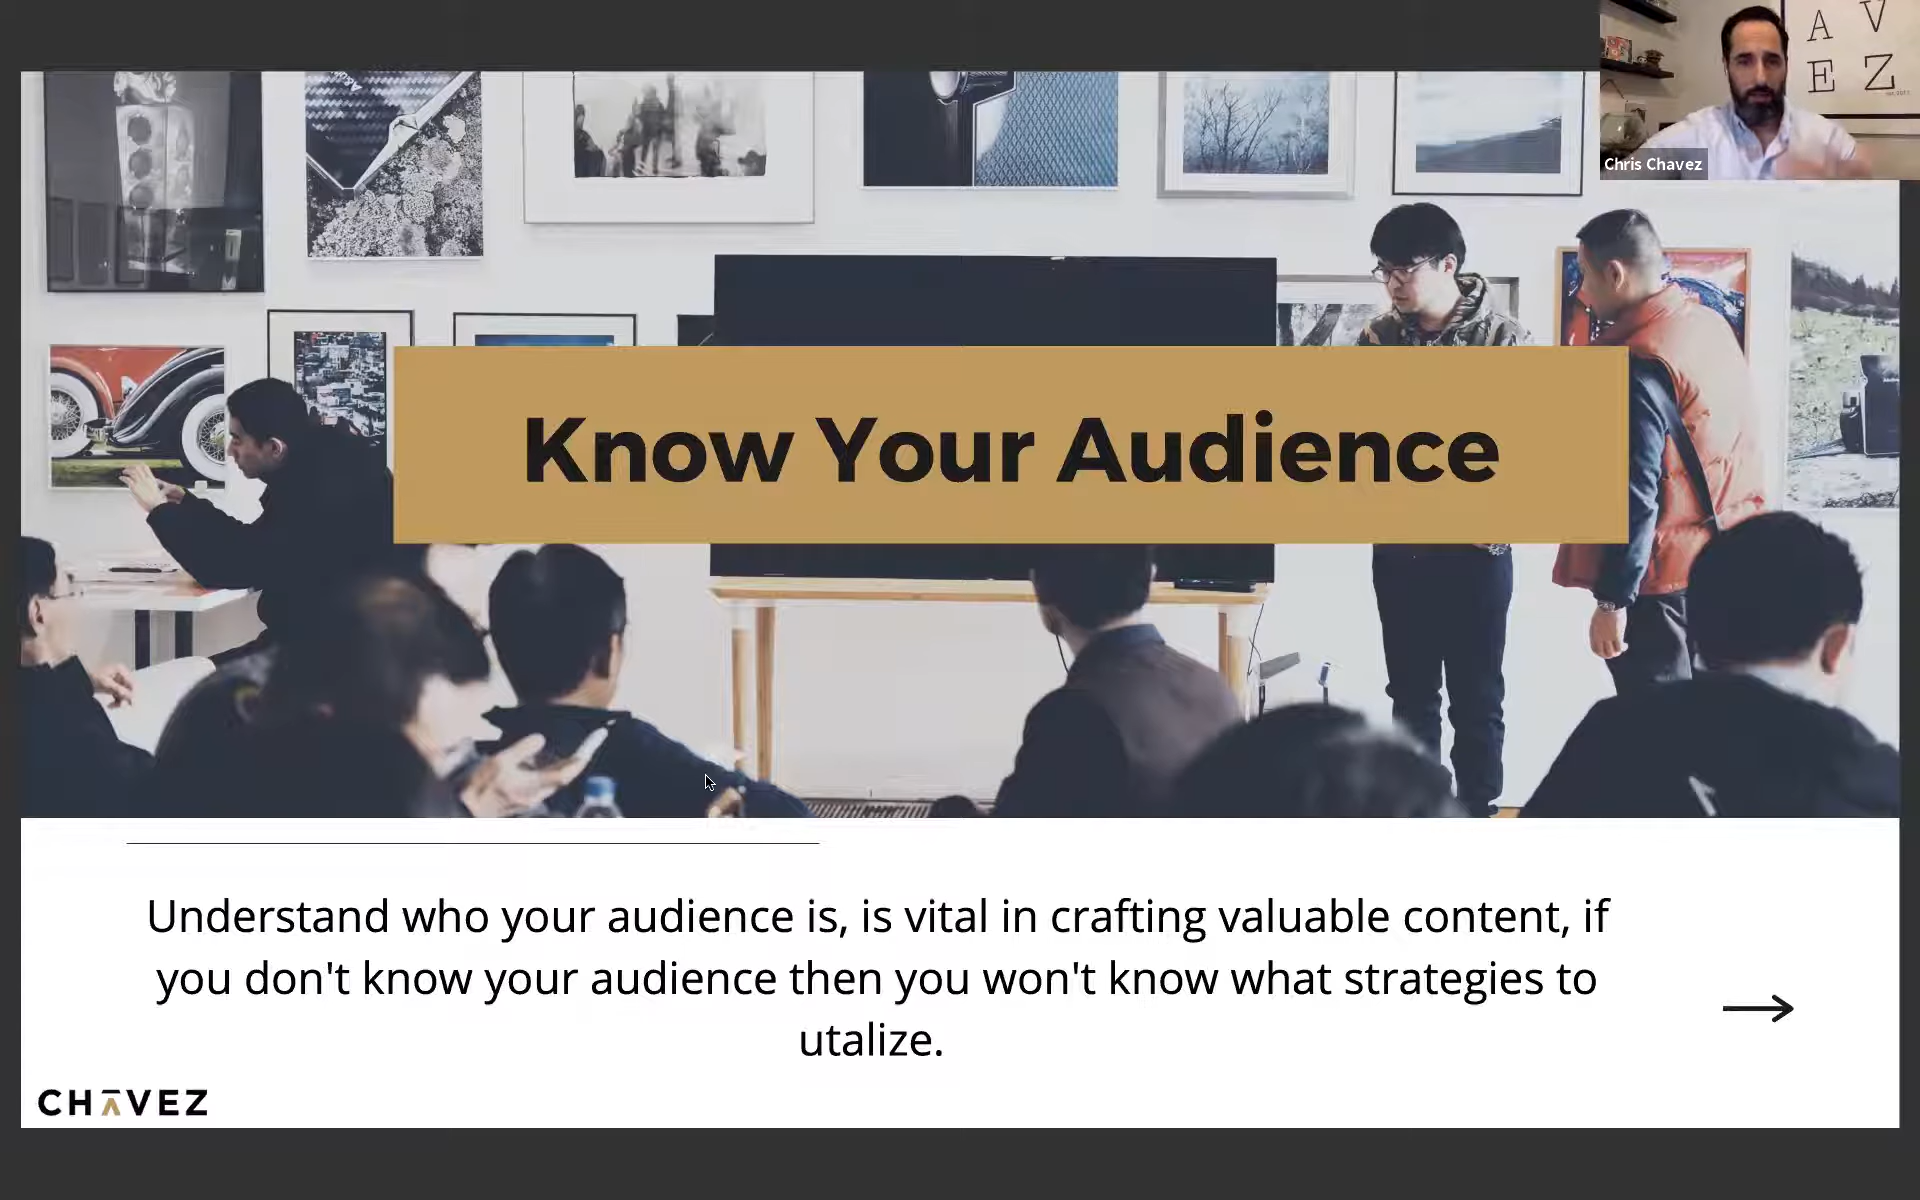 A V
E Z
Chris Chavez
Know Your Audience
Understand who your audience is, is vital in crafting valuable content, if
you don't know your audience then you won't know what strategies to
utalize.
CHAVEZ